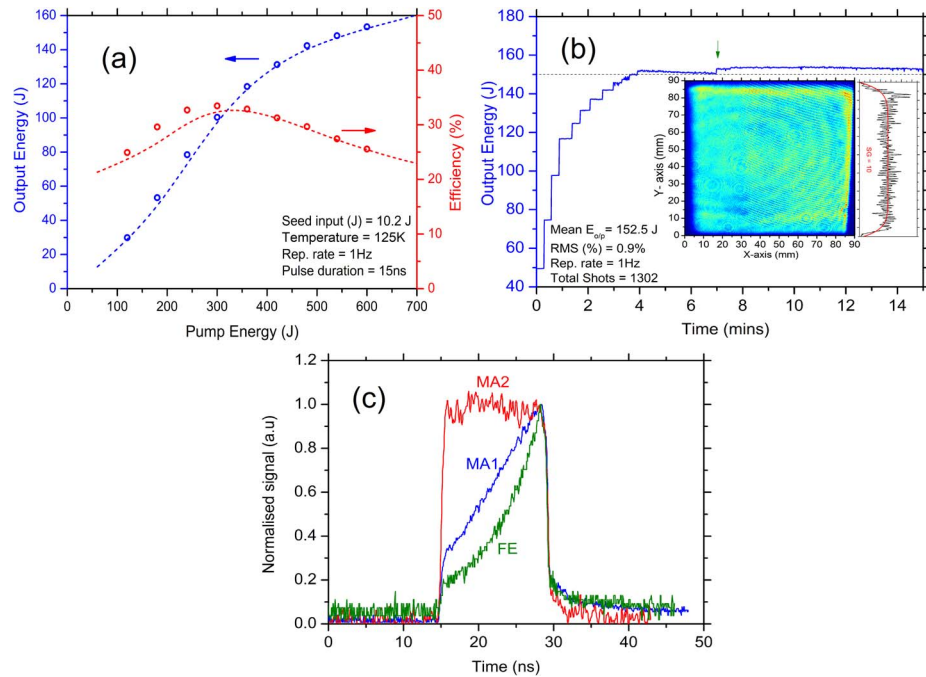 (a)
Output Energy (J)
160
140
120
100
80
60
40
20
0
50
40
30
20
10
0
Efficiency (%)
Seed input (J) = 10.2 J
Temperature = 125K
Rep. rate = 1Hz
Pulse duration = 15ns
0 100 200 300 400 500 600 700
Pump Energy (J)
(b)
Output Energy (J)
180
160
140
120
100
80
60
40
Y- axis (mm)
90
80
70
60
50
40
30
20
10
0
0 10 20 30 40 50 60 70 80 90
X-axis (mm)
SG = 10
Mean Eo/p = 152.5 J
RMS (%) = 0.9%
Rep. rate = 1Hz
Total Shots = 1302
0 2 4 6 8 10 12 14
Time (mins)
(c)
Normalised signal (a.u)
1.2
1.0
0.8
0.6
0.4
0.2
0.0
MA2
MA1
FE
0 10 20 30 40 50
Time (ns)